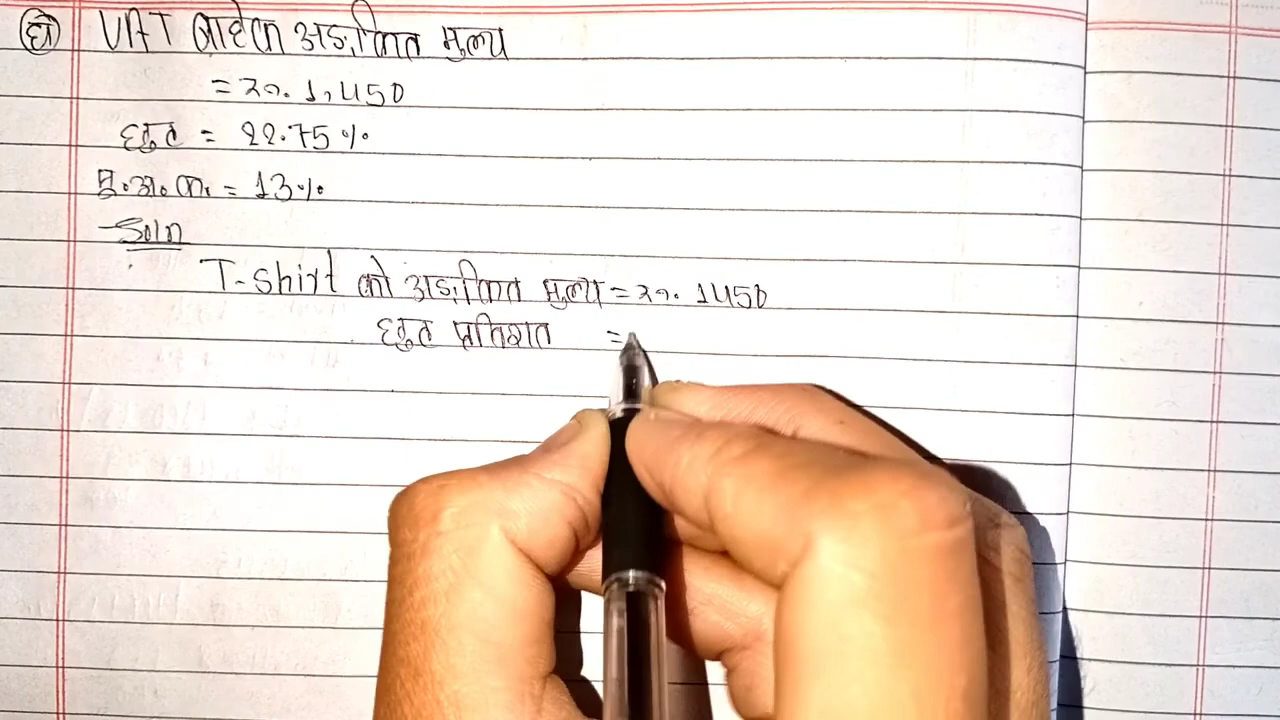 घ) VAT बाहेक अङ्कित मुल्य
= रू. 1,450
छुट = 22.75%
मू.अ.क. = 13%
Soln
T-shirt को अङ्कित मुल्य = रू. 1450
छुट प्रतिशत =